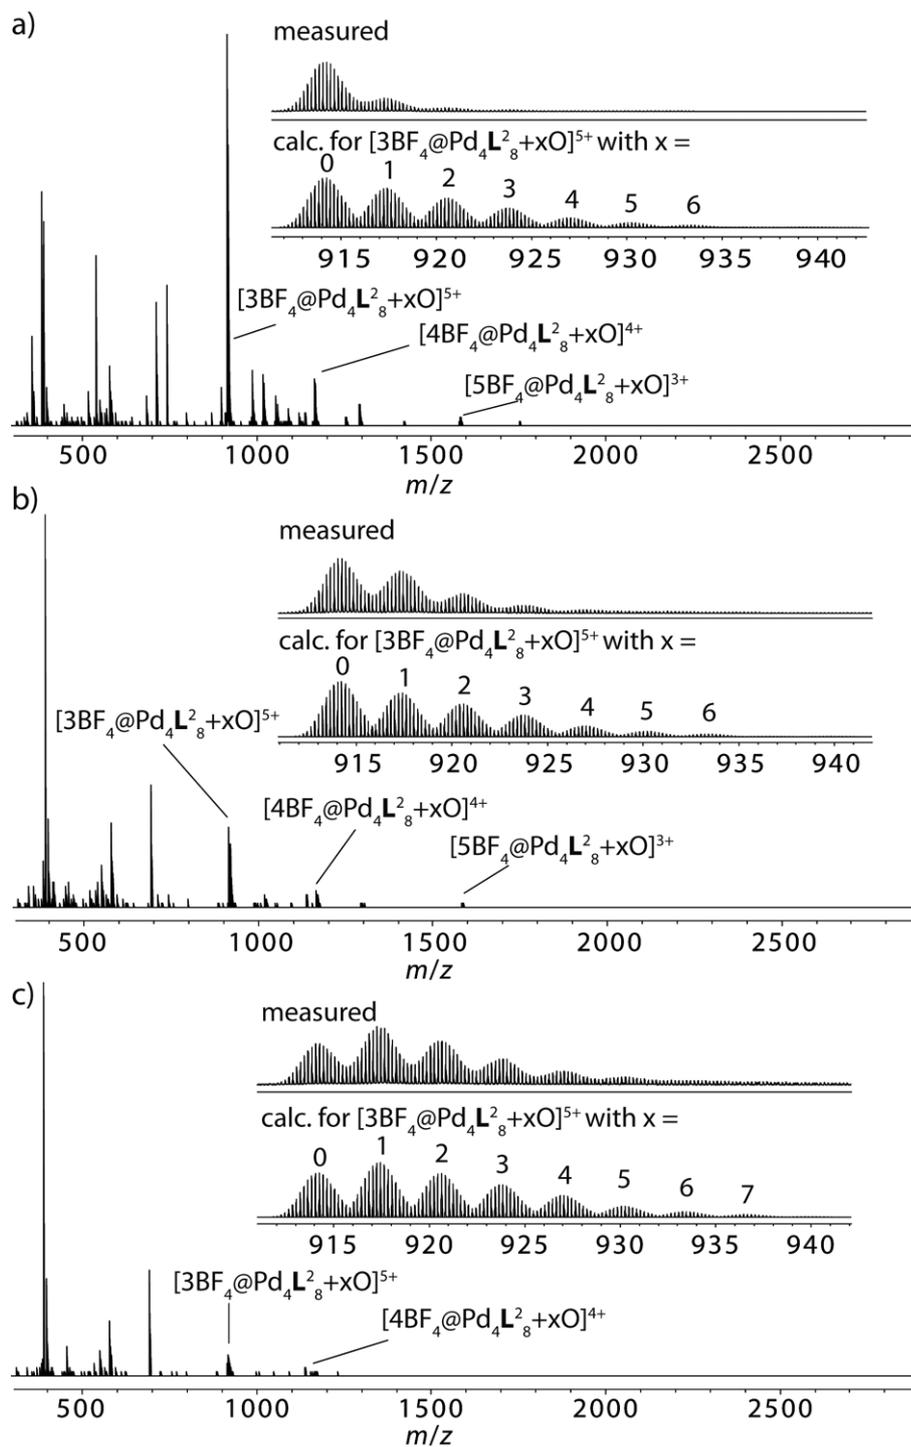 a)
measured
calc. for [3BF₄@Pd₄L²₈+xO]⁵⁺ with x =
0 1 2 3 4 5 6
915 920 925 930 935 940
[3BF₄@Pd₄L²₈+xO]⁵⁺
[4BF₄@Pd₄L²₈+xO]⁴⁺
[5BF₄@Pd₄L²₈+xO]³⁺
500 1000 1500 2000 2500
m/z
b)
measured
calc. for [3BF₄@Pd₄L²₈+xO]⁵⁺ with x =
0 1 2 3 4 5 6
915 920 925 930 935 940
[3BF₄@Pd₄L²₈+xO]⁵⁺
[4BF₄@Pd₄L²₈+xO]⁴⁺
[5BF₄@Pd₄L²₈+xO]³⁺
500 1000 1500 2000 2500
m/z
c)
measured
calc. for [3BF₄@Pd₄L²₈+xO]⁵⁺ with x =
0 1 2 3 4 5 6 7
915 920 925 930 935 940
[3BF₄@Pd₄L²₈+xO]⁵⁺
[4BF₄@Pd₄L²₈+xO]⁴⁺
500 1000 1500 2000 2500
m/z